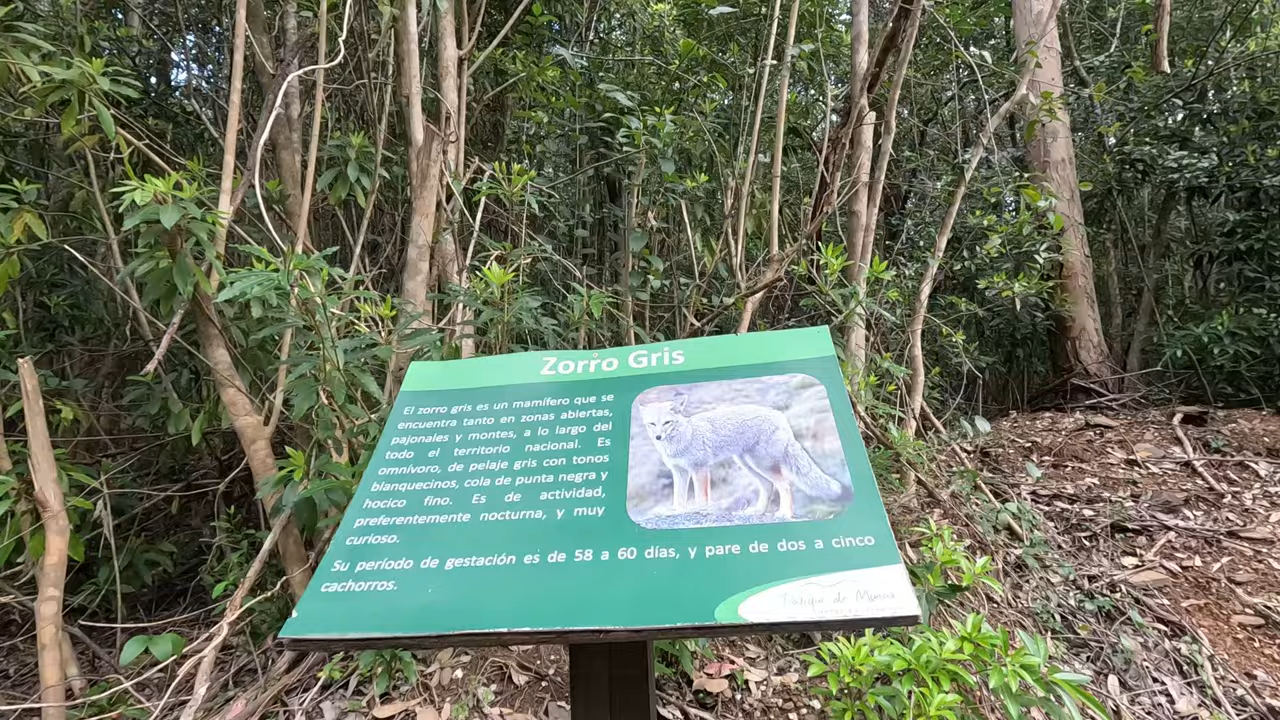 Zorro Gris
El zorro gris es un mamífero que se
encuentra tanto en zonas abiertas,
pajonales y montes, a lo largo del
todo el territorio nacional. Es
omnívoro, de pelaje gris con tonos
blanquecinos, cola de punta negra y
hocico fino. Es de actividad,
preferentemente nocturna, y muy
curioso.
Su período de gestación es de 58 a 60 días, y pare de dos a cinco
cachorros.
Parque de